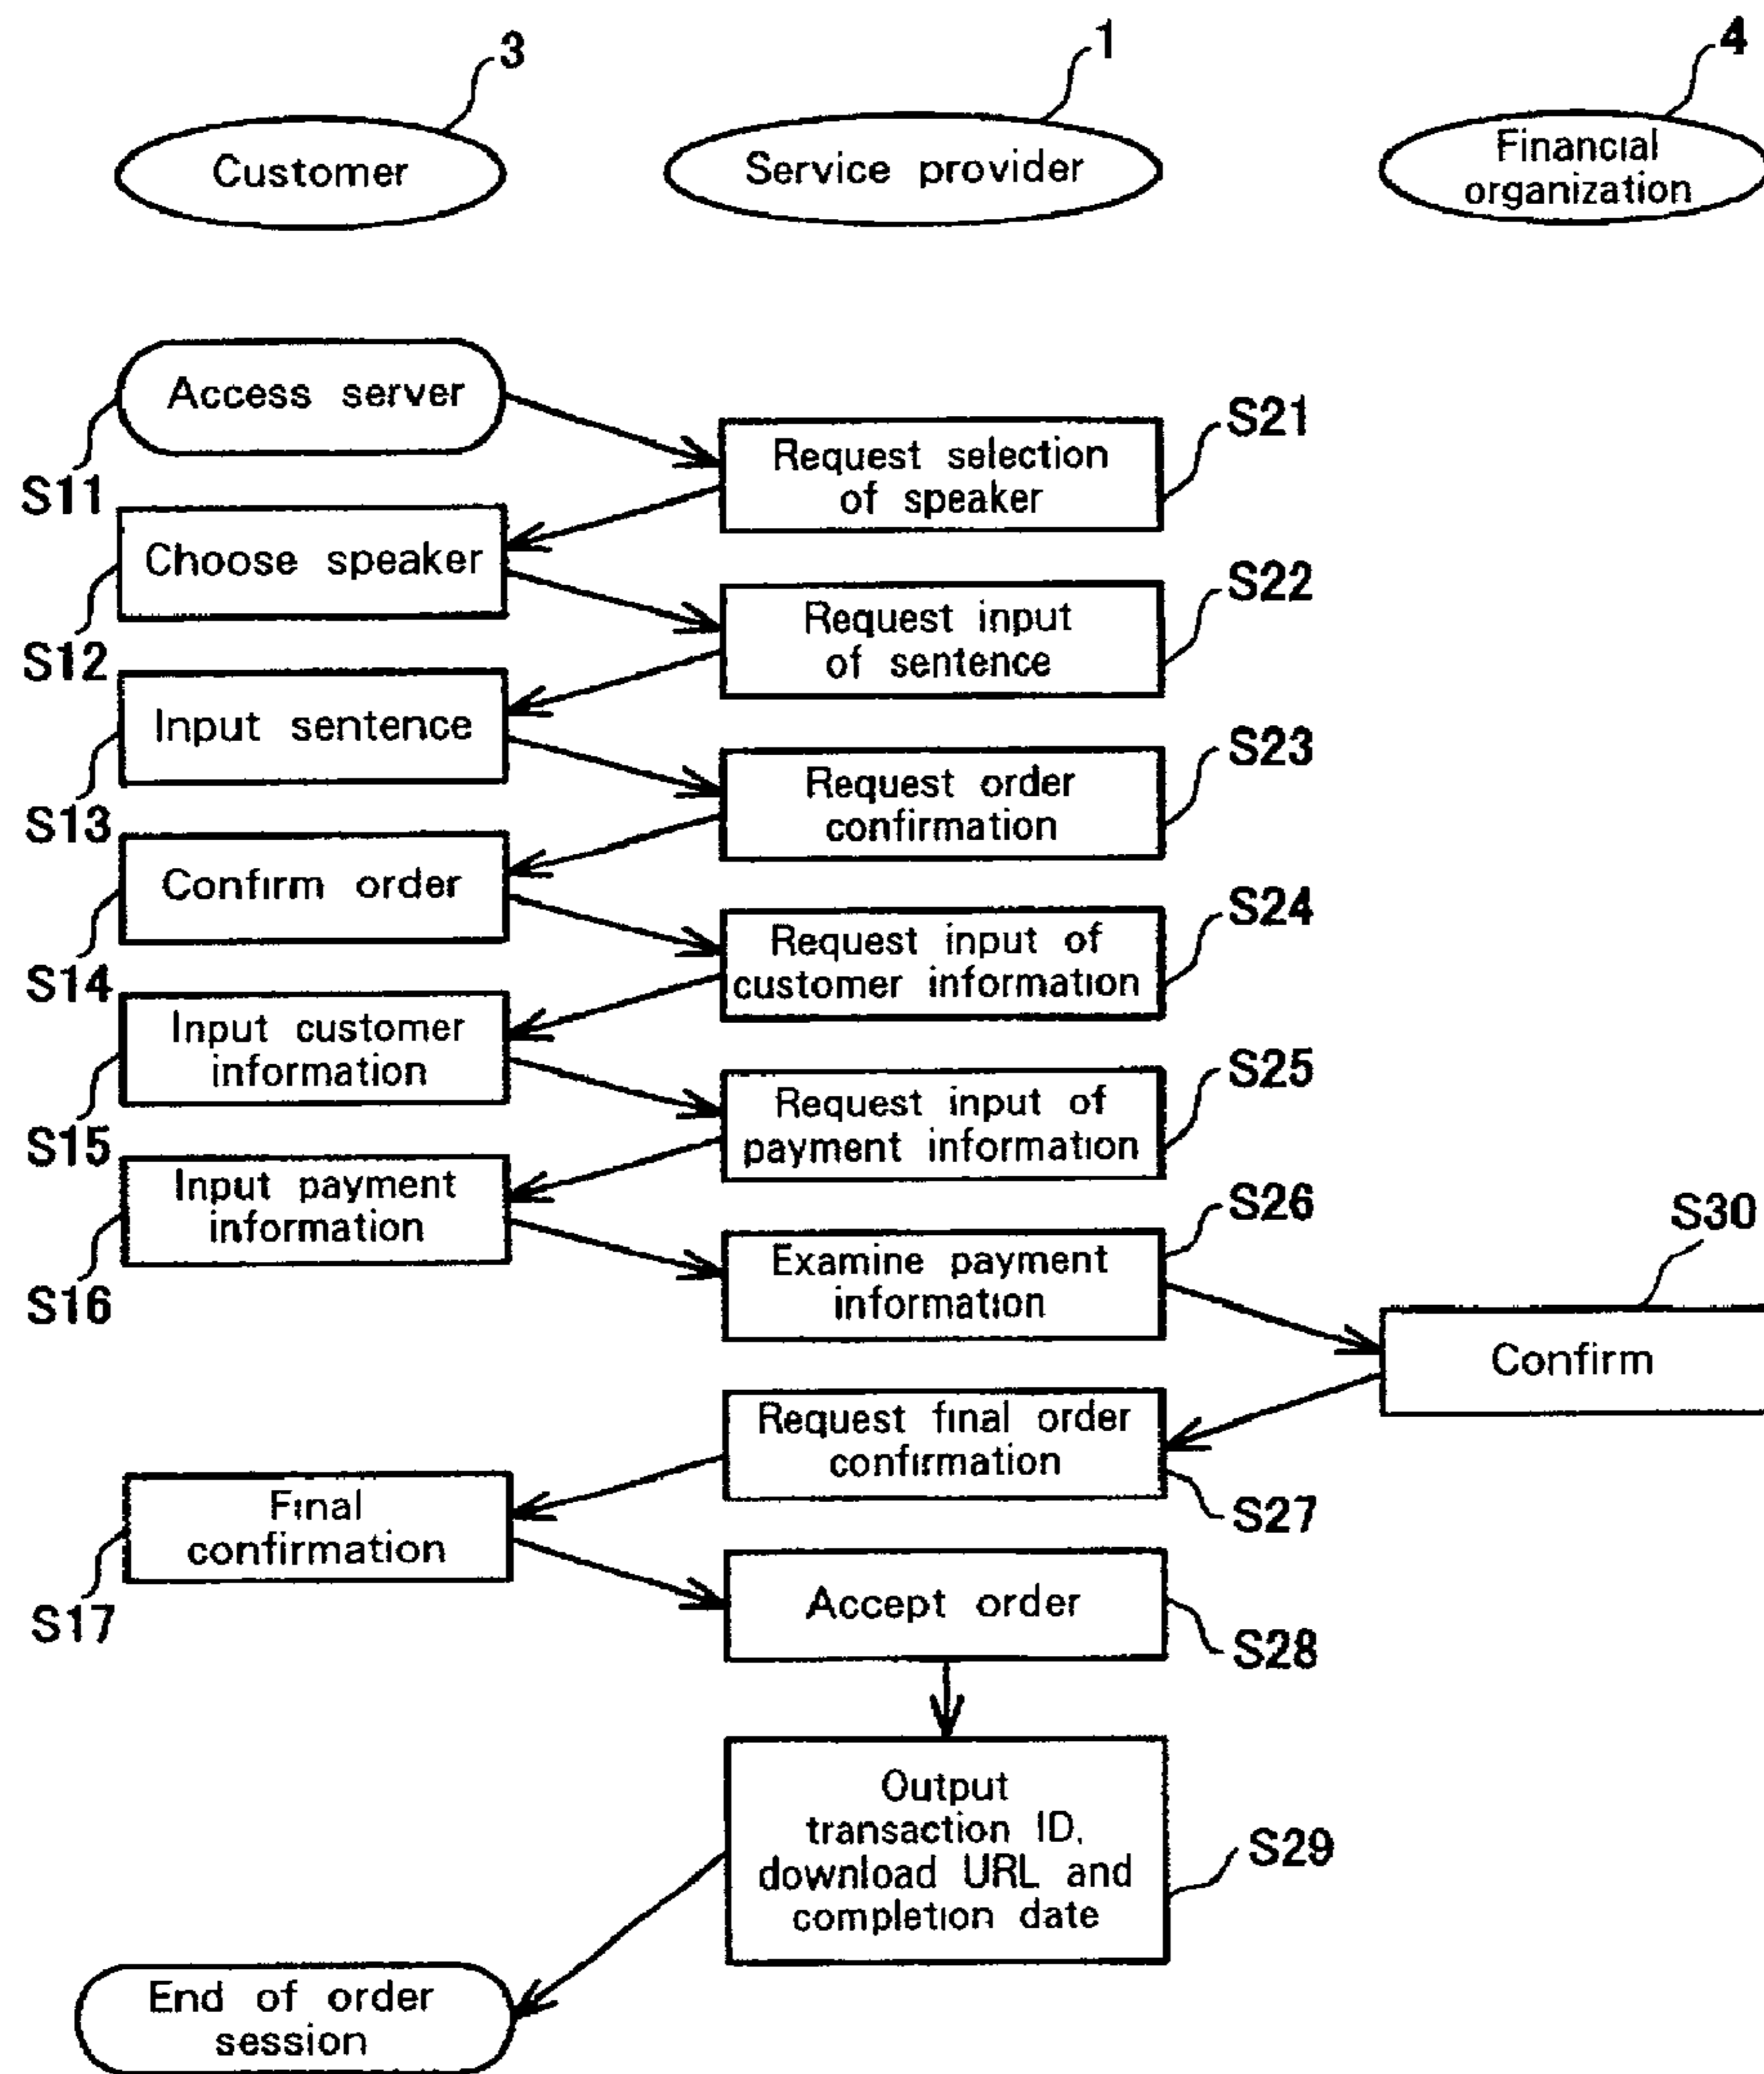 3
1
4
Customer
Service provider
Financial
organization
Access server
S11
Request selection
of speaker
S21
Choose speaker
S12
Request input
of sentence
S22
Input sentence
S13
Request order
confirmation
S23
Confirm order
S14
Request input of
customer information
S24
Input customer
information
S15
Request input of
payment information
S25
Input payment
information
S16
Examine payment
information
S26
S30
Confirm
Request final order
confirmation
S27
Final
confirmation
S17
Accept order
S28
Output
transaction ID,
download URL and
completion date
S29
End of order
session